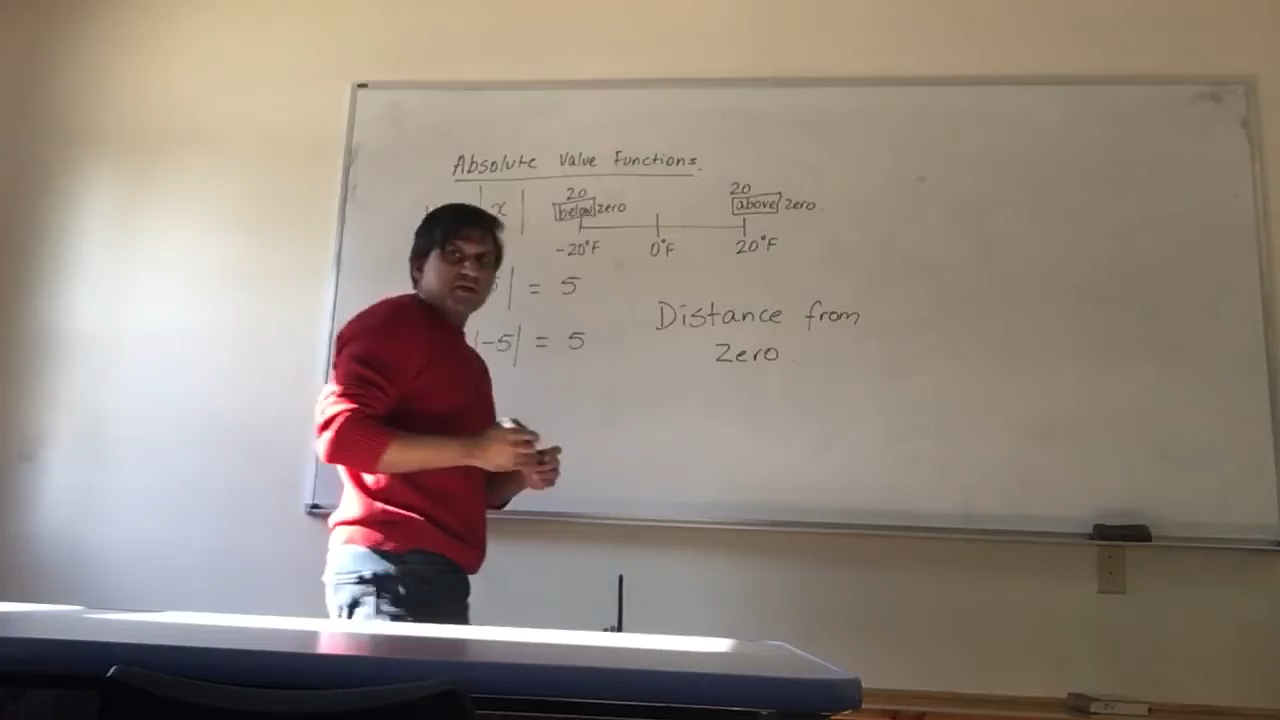 Absolute Value Functions.
|x|
20
below zero
20
above zero.
-20°F 0°F 20°F
| = 5
|-5| = 5
Distance from
Zero.